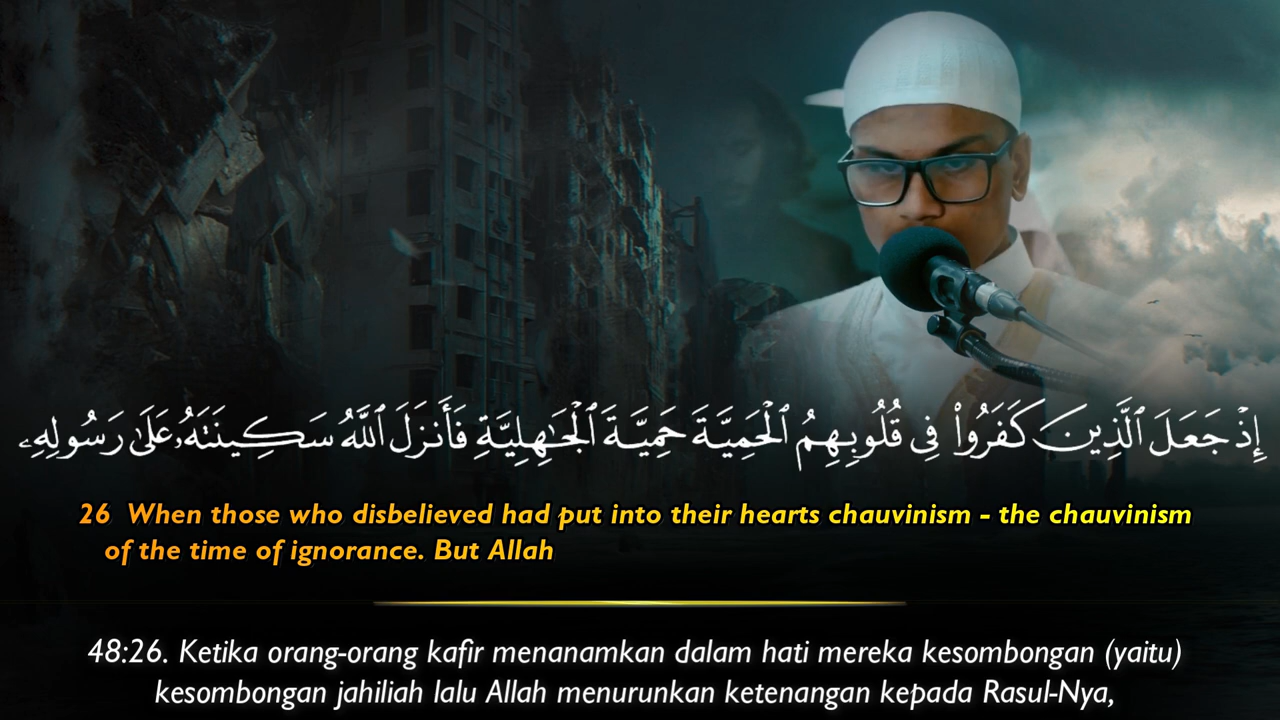 إِذْ جَعَلَ ٱلَّذِينَ كَفَرُوا۟ فِى قُلُوبِهِمُ ٱلْحَمِيَّةَ حَمِيَّةَ ٱلْجَـٰهِلِيَّةِ فَأَنزَلَ ٱللَّهُ سَكِينَتَهُۥ عَلَىٰ رَسُولِهِۦ
26 When those who disbelieved had put into their hearts chauvinism - the chauvinism
of the time of ignorance. But Allah
48:26. Ketika orang-orang kafir menanamkan dalam hati mereka kesombongan (yaitu)
kesombongan jahiliah lalu Allah menurunkan ketenangan kepada Rasul-Nya,